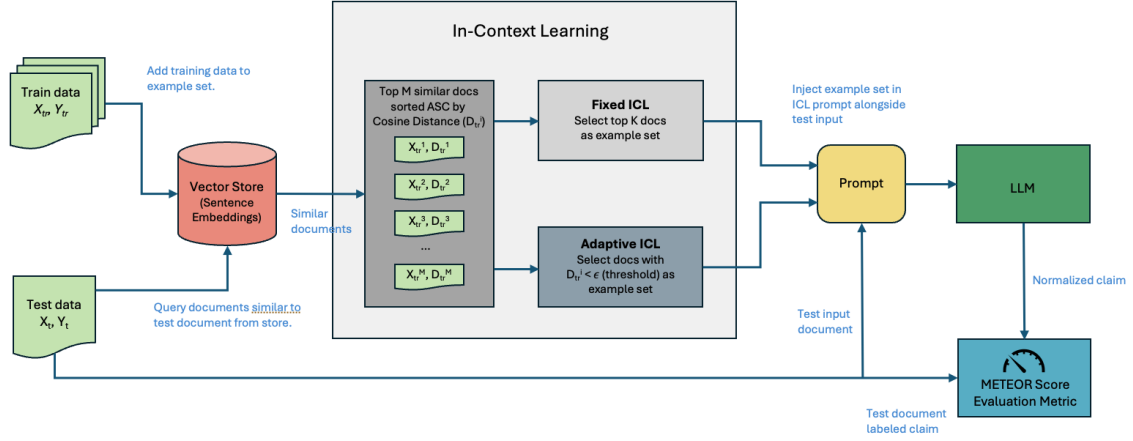 In-Context Learning
Train data
Xtr, Ytr
Add training data to
example set.
Vector Store
(Sentence
Embeddings)
Similar
documents
Test data
Xt, Yt
Query documents similar to
test document from store.
Top M similar docs
sorted ASC by
Cosine Distance (Dtrⁱ)
Xtr¹, Dtr¹
Xtr², Dtr²
Xtr³, Dtr³
...
Xtrᴹ, Dtrᴹ
Fixed ICL
Select top K docs
as example set
Adaptive ICL
Select docs with
Dtrⁱ < ϵ (threshold) as
example set
Inject example set in
ICL prompt alongside
test input
Prompt
LLM
Normalized claim
Test input
document
METEOR Score
Evaluation Metric
Test document
labeled claim